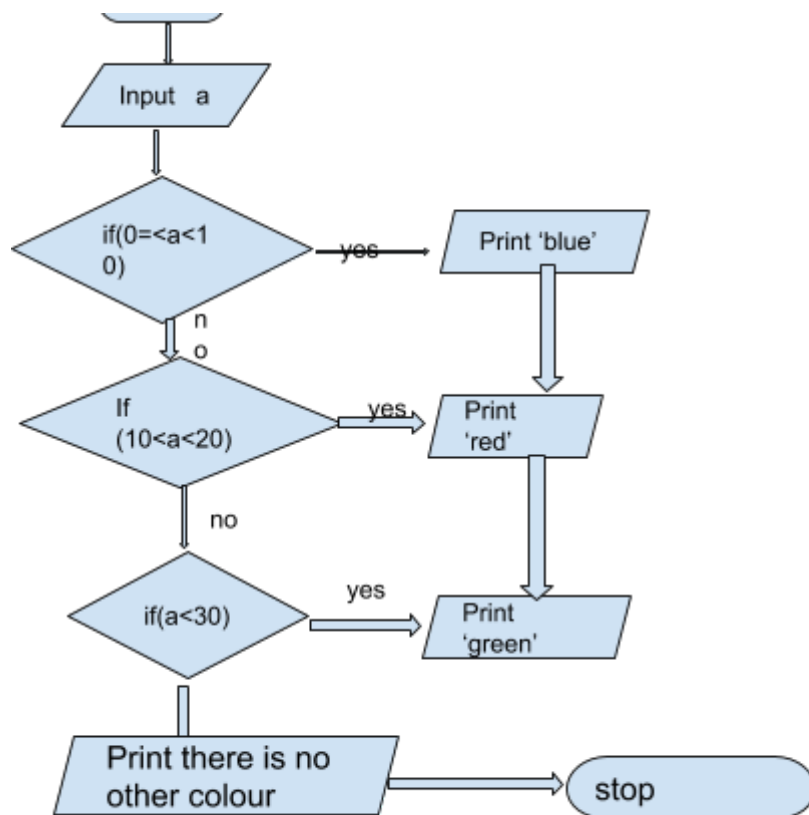 Input a
if(0=<a<1
0)
yes
Print ‘blue’
n
o
If
(10<a<20)
yes
Print
‘red’
no
if(a<30)
yes
Print
‘green’
Print there is no
other colour
stop